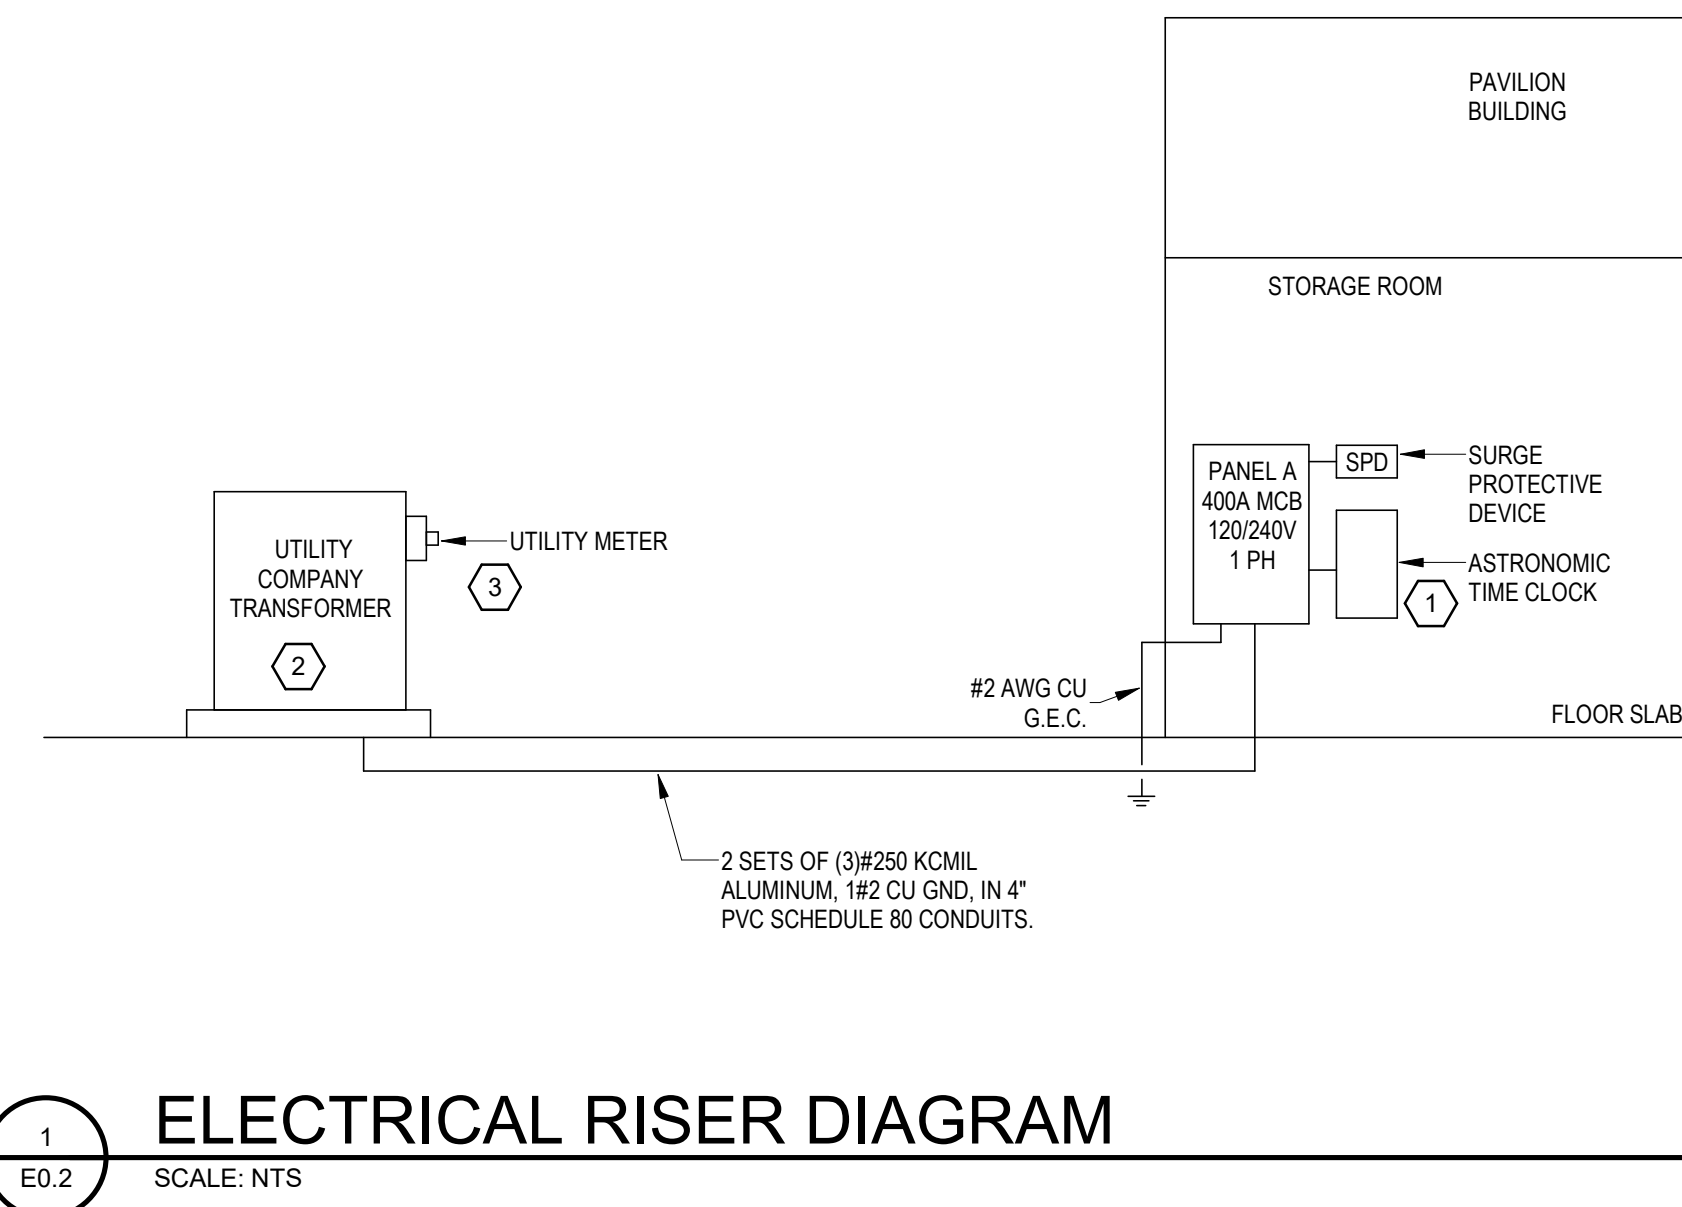 PAVILION
BUILDING
STORAGE ROOM
PANEL A
400A MCB
120/240V
1 PH
SPD
SURGE
PROTECTIVE
DEVICE
ASTRONOMIC
TIME CLOCK
1
UTILITY
COMPANY
TRANSFORMER
2
UTILITY METER
3
#2 AWG CU
G.E.C.
FLOOR SLAB
2 SETS OF (3)#250 KCMIL
ALUMINUM, 1#2 CU GND, IN 4"
PVC SCHEDULE 80 CONDUITS.
1
E0.2
ELECTRICAL RISER DIAGRAM
SCALE: NTS